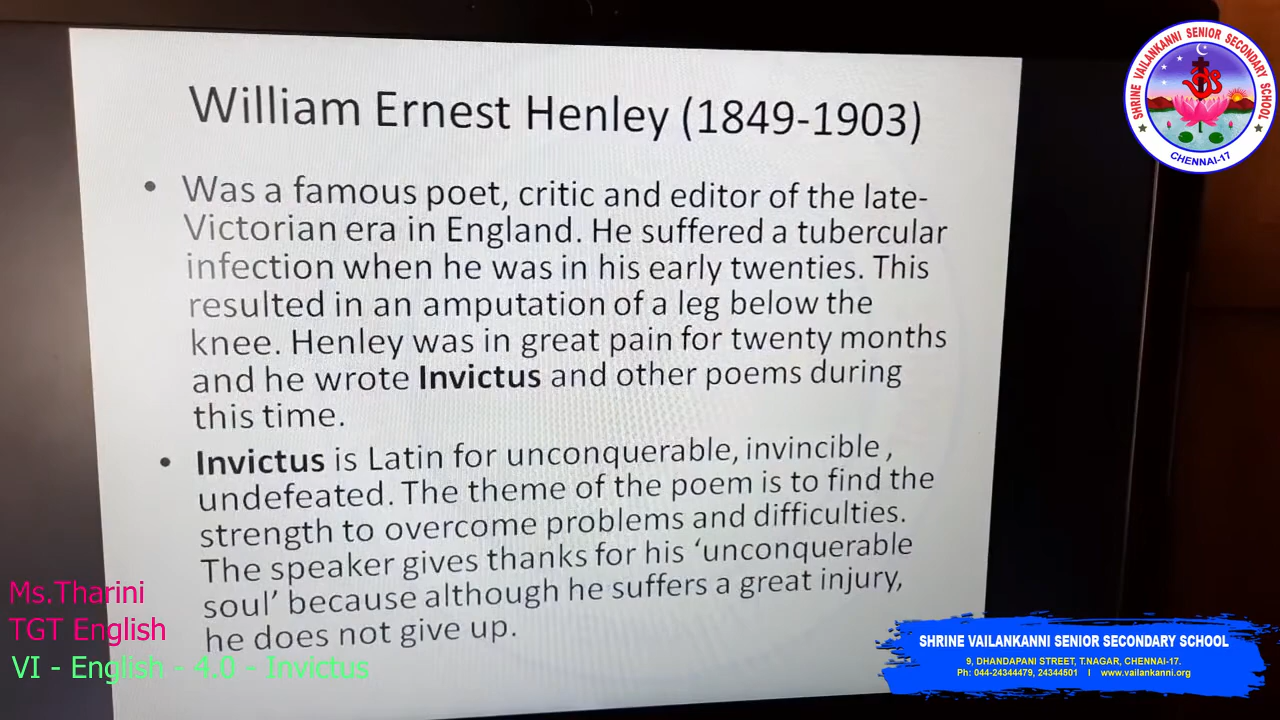 William Ernest Henley (1849-1903)
• Was a famous poet, critic and editor of the late-
Victorian era in England. He suffered a tubercular
infection when he was in his early twenties. This
resulted in an amputation of a leg below the
knee. Henley was in great pain for twenty months
and he wrote Invictus and other poems during
this time.
• Invictus is Latin for unconquerable, invincible ,
undefeated. The theme of the poem is to find the
strength to overcome problems and difficulties.
The speaker gives thanks for his ‘unconquerable
soul’ because although he suffers a great injury,
he does not give up.
Ms.Tharini
TGT English
VI - English - 4.0 - Invictus
SHRINE VAILANKANNI SENIOR SECONDARY SCHOOL
CHENNAI-17
SHRINE VAILANKANNI SENIOR SECONDARY SCHOOL
9, DHANDAPANI STREET, T.NAGAR, CHENNAI-17.
Ph: 044-24344479, 24344501 I www.vailankanni.org